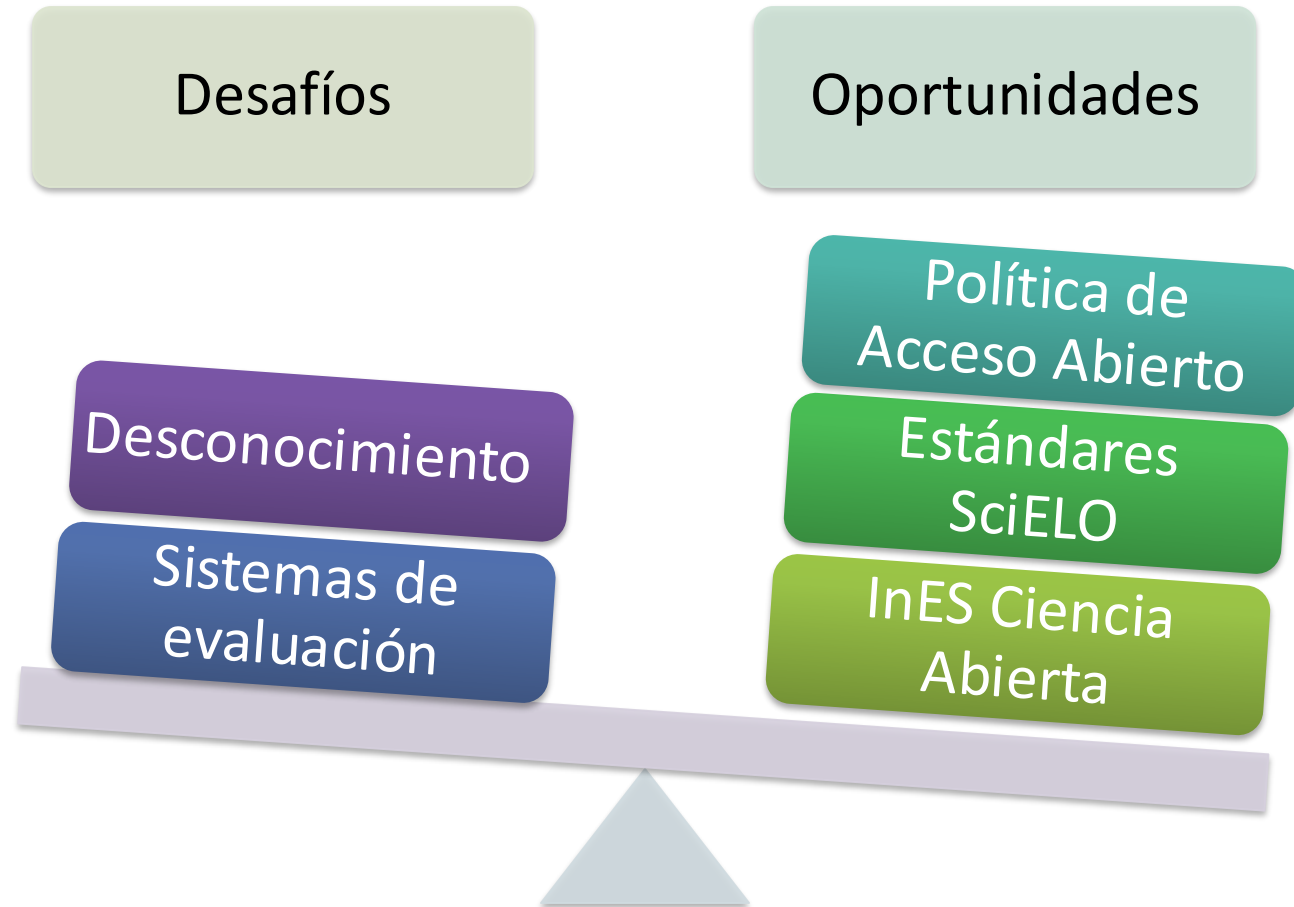 Desafíos
Oportunidades
Desconocimiento
Sistemas de
evaluación
Política de
Acceso Abierto
Estándares
SciELO
InES Ciencia
Abierta